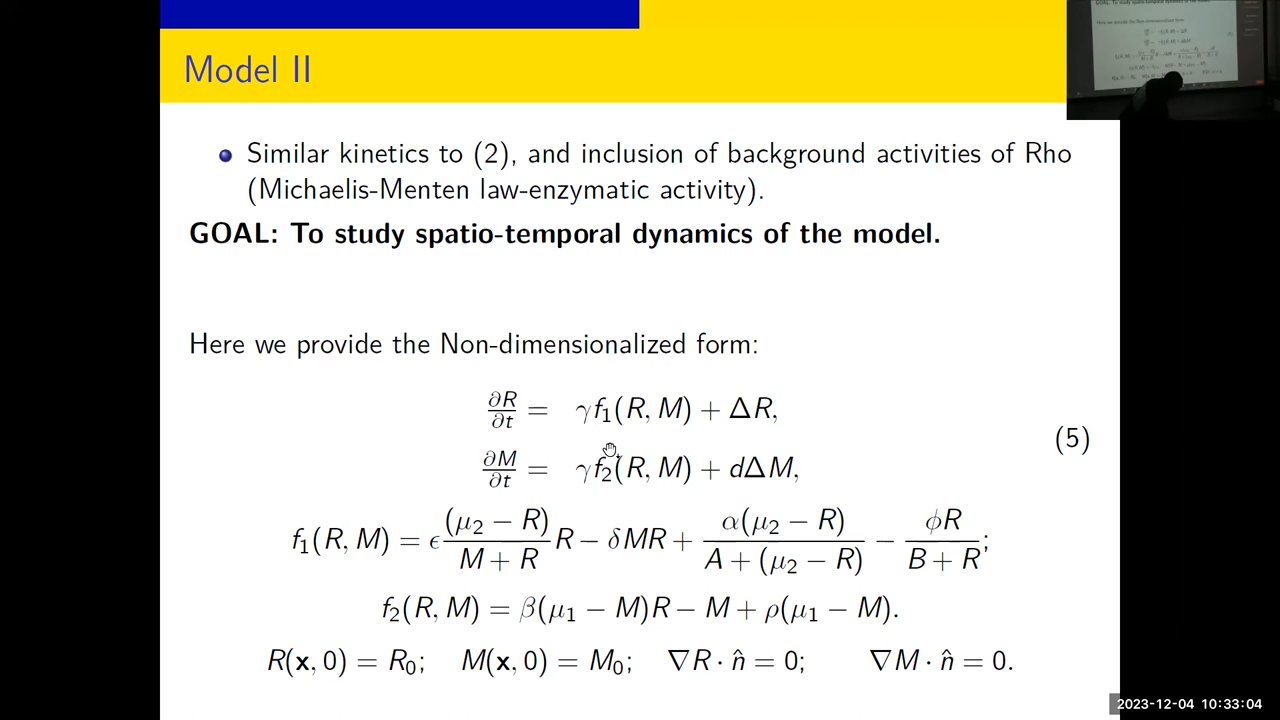 Model II
Similar kinetics to (2), and inclusion of background activities of Rho
(Michaelis-Menten law-enzymatic activity).
GOAL: To study spatio-temporal dynamics of the model.
Here we provide the Non-dimensionalized form:
∂R/∂t = γf₁(R, M) + ΔR,
(5)
∂M/∂t = γf₂(R, M) + dΔM,
f₁(R, M) = ϵ(μ₂ − R)/(M + R) R − δMR + α(μ₂ − R)/(A + (μ₂ − R)) − ϕR/(B + R);
f₂(R, M) = β(μ₁ − M)R − M + ρ(μ₁ − M).
R(x, 0) = R₀; M(x, 0) = M₀; ∇R · n̂ = 0; ∇M · n̂ = 0.
2023-12-04 10:33:04